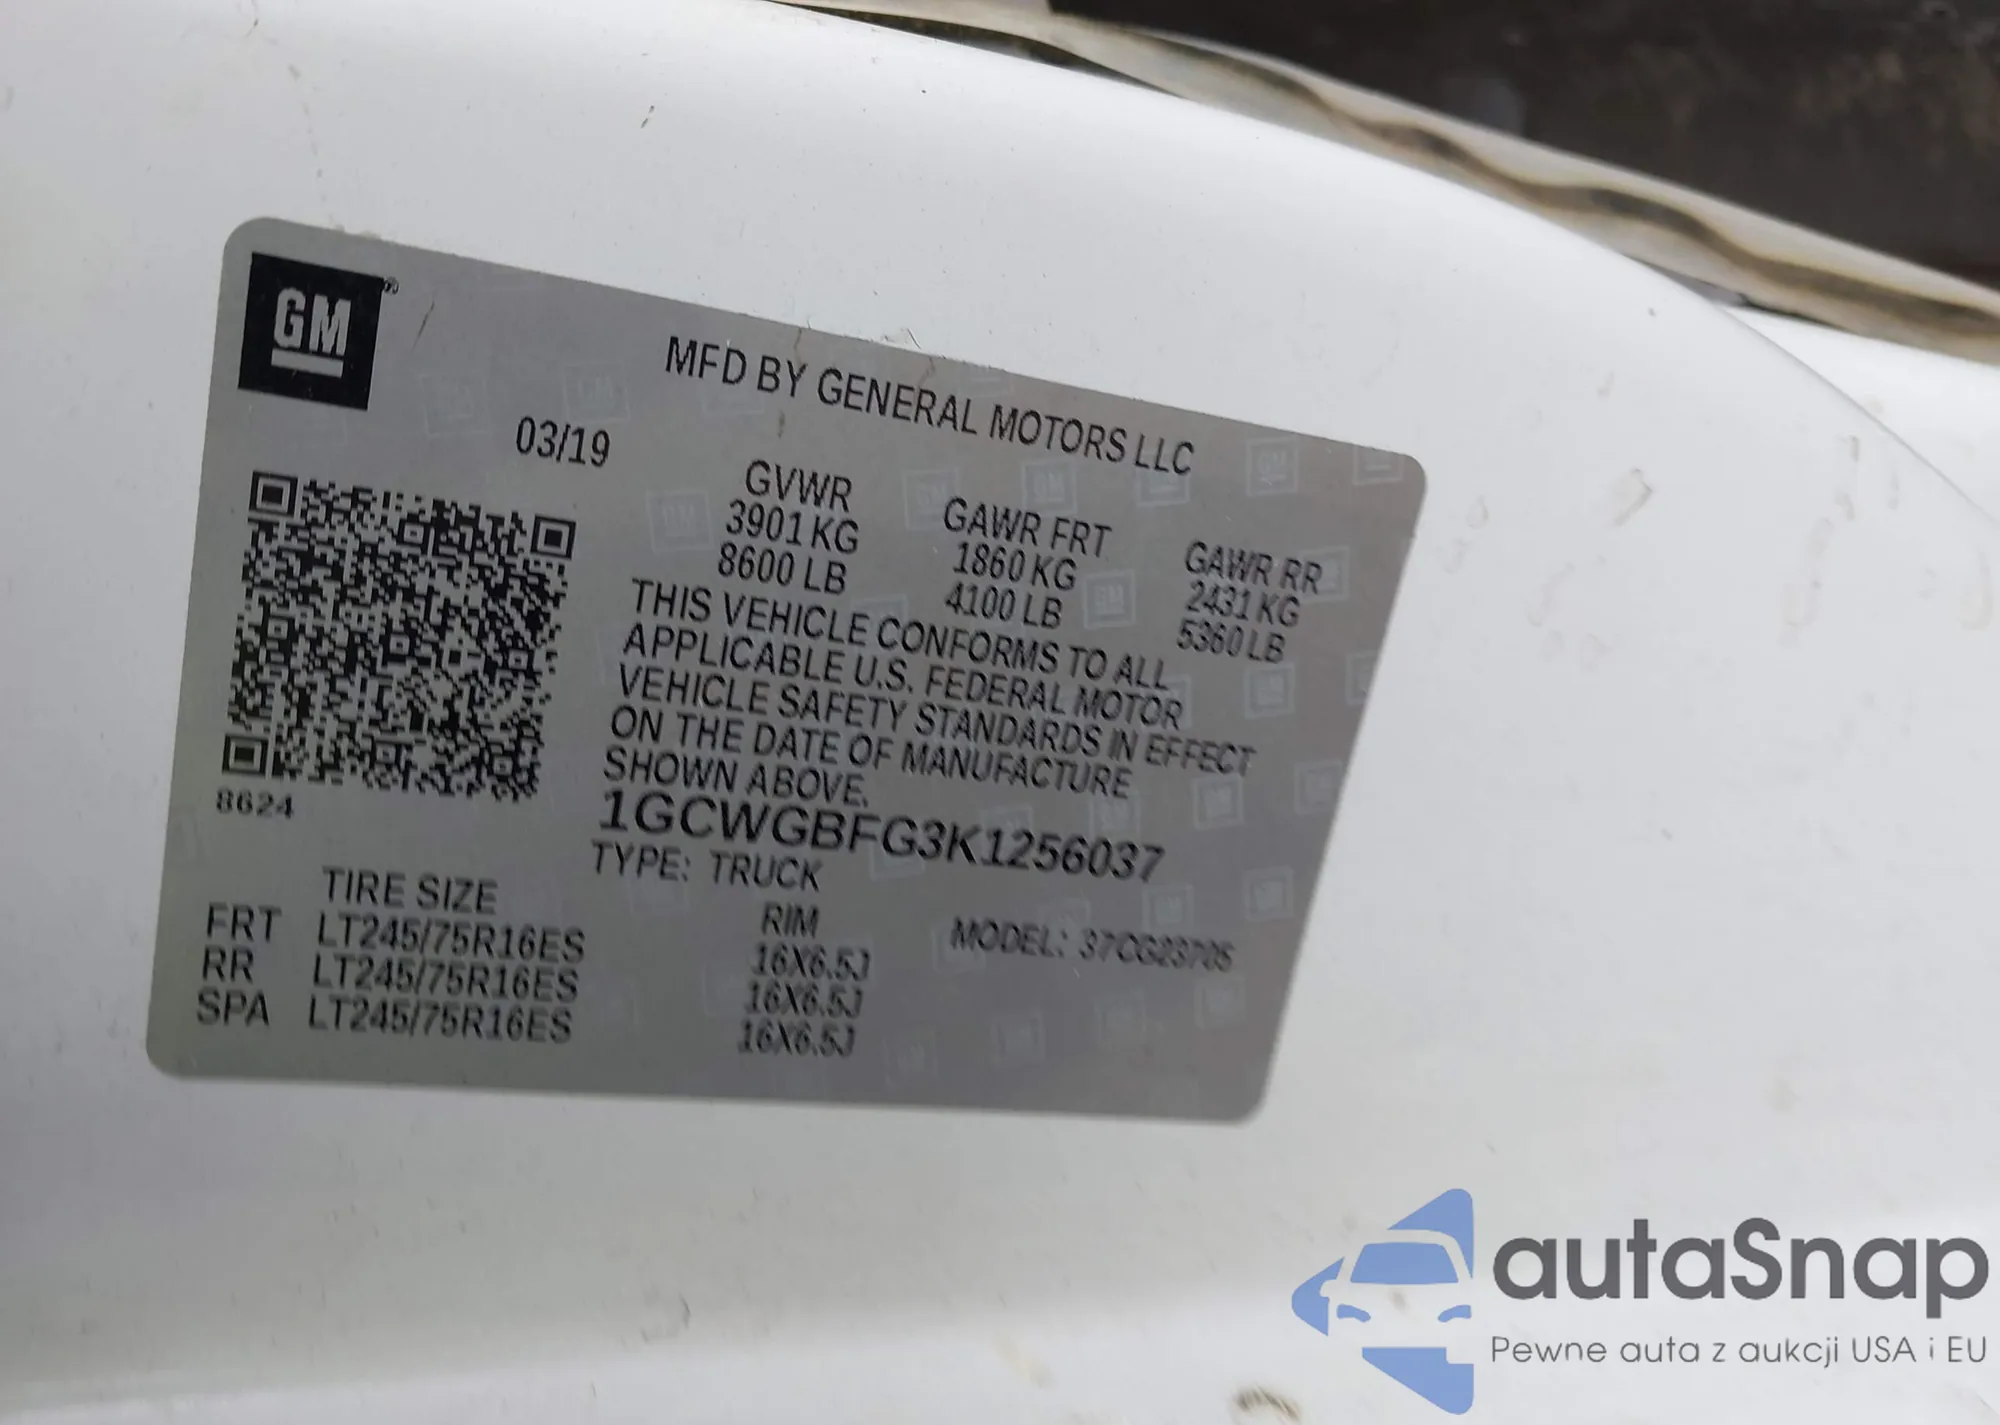 GM
MFD BY GENERAL MOTORS LLC
03/19
GVWR GAWR FRT GAWR RR
3901 KG 1860 KG 2431 KG
8600 LB 4100 LB 5360 LB
THIS VEHICLE CONFORMS TO ALL
APPLICABLE U.S. FEDERAL MOTOR
VEHICLE SAFETY STANDARDS IN EFFECT
ON THE DATE OF MANUFACTURE
SHOWN ABOVE.
8624
1GCWGBFG3K1256037
TYPE: TRUCK
TIRE SIZE RIM MODEL: 37CG23705
FRT LT245/75R16ES 16X6.5J
RR LT245/75R16ES 16X6.5J
SPA LT245/75R16ES 16X6.5J
autaSnap
Pewne auta z aukcji USA i EU